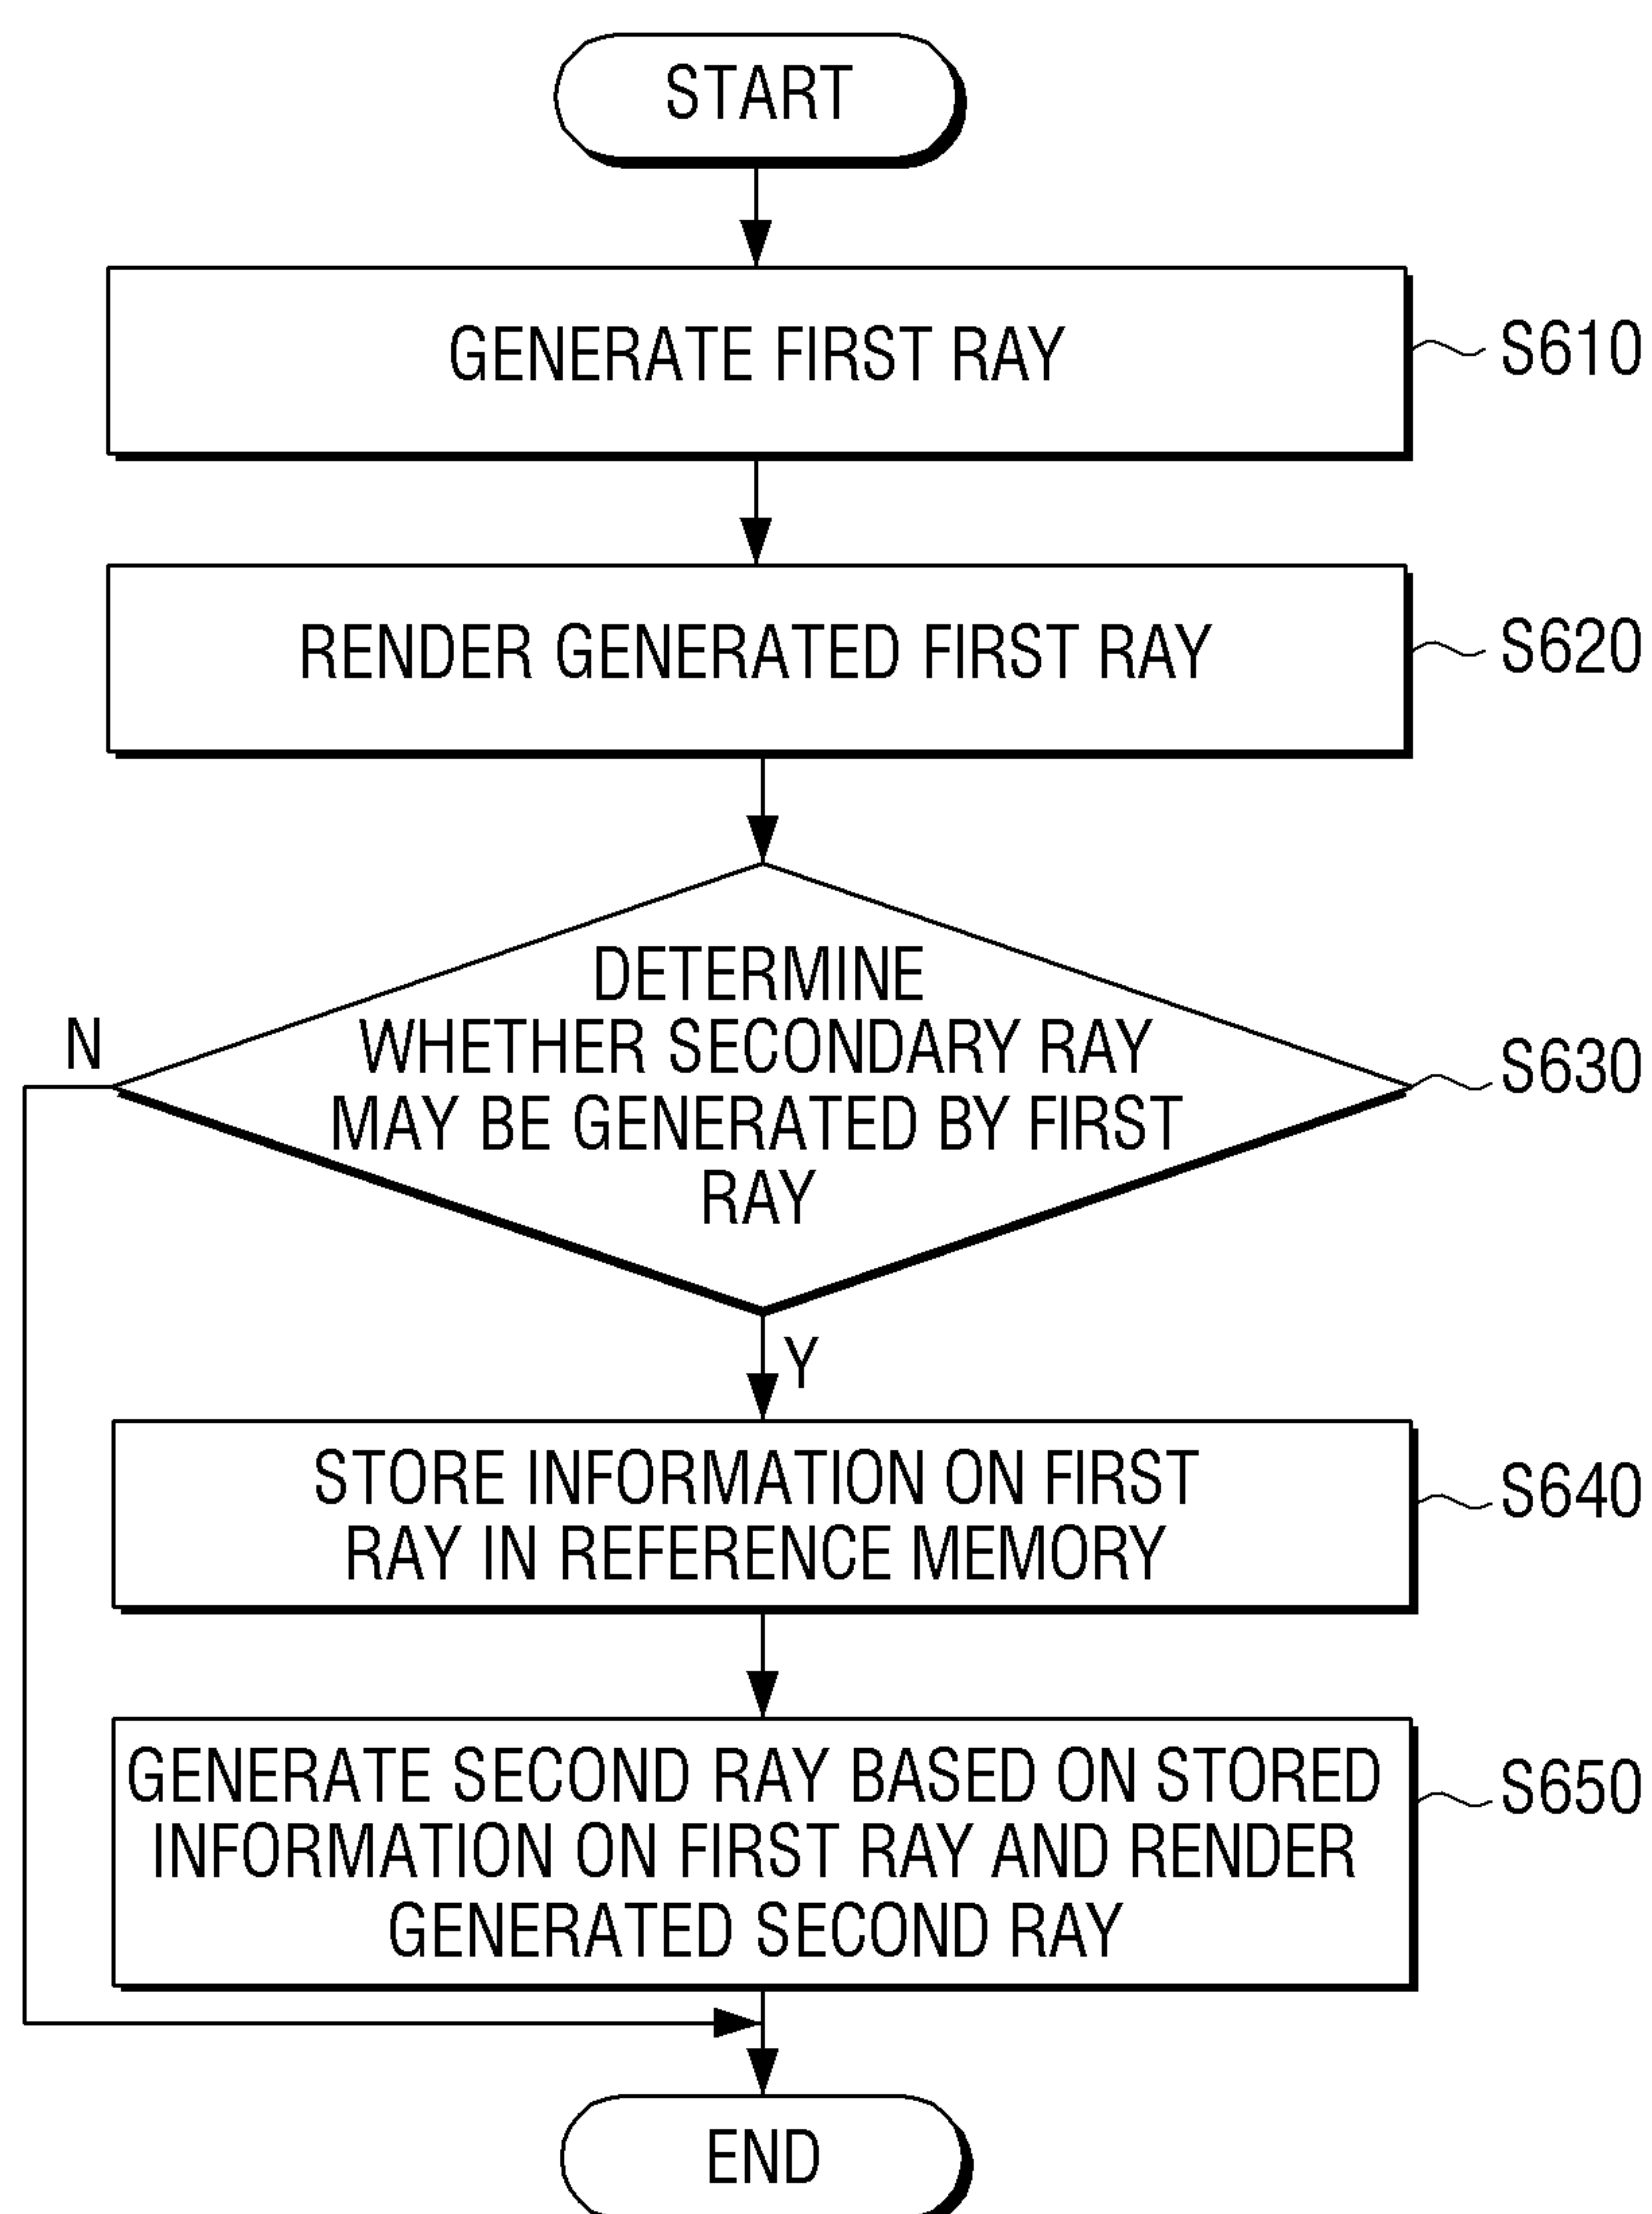 START
GENERATE FIRST RAY
S610
RENDER GENERATED FIRST RAY
S620
DETERMINE
WHETHER SECONDARY RAY
MAY BE GENERATED BY FIRST
RAY
S630
N
Y
STORE INFORMATION ON FIRST
RAY IN REFERENCE MEMORY
S640
GENERATE SECOND RAY BASED ON STORED
INFORMATION ON FIRST RAY AND RENDER
GENERATED SECOND RAY
S650
END